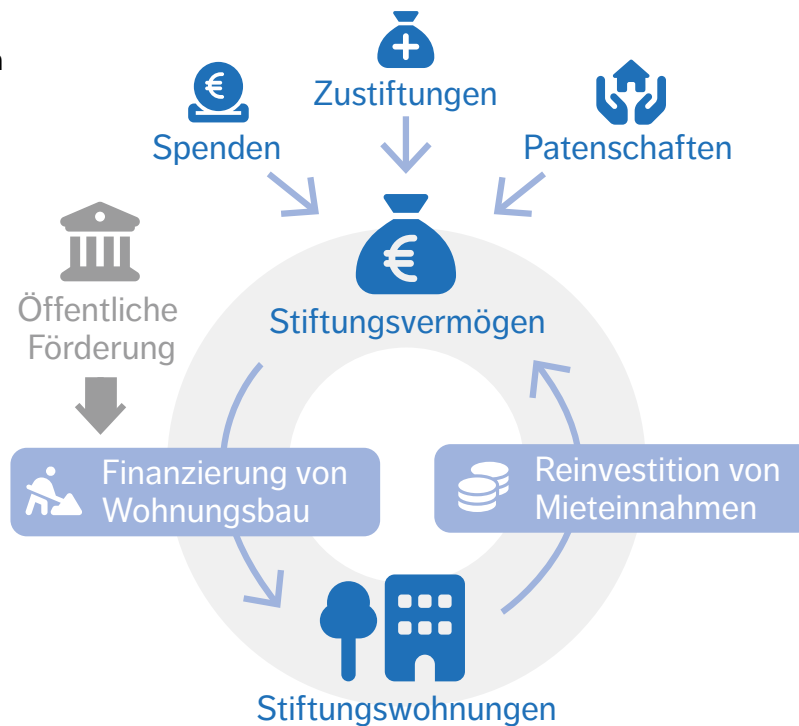 Zustiftungen
Spenden
Patenschaften
Stiftungsvermögen
Öffentliche
Förderung
Finanzierung von
Wohnungsbau
Reinvestition von
Mieteinnahmen
Stiftungswohnungen